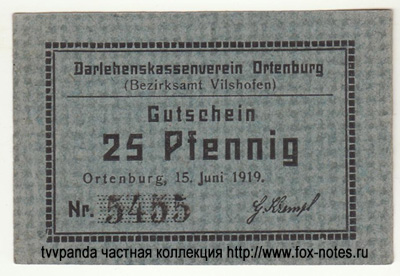 Darlehenskassenverein Ortenburg
(Bezirksamt Vilshofen)
Gutschein
25 Pfennig
Ortenburg, 15. Juni 1919.
Nr. 5455
tvvpanda частная коллекция http://www.fox-notes.ru